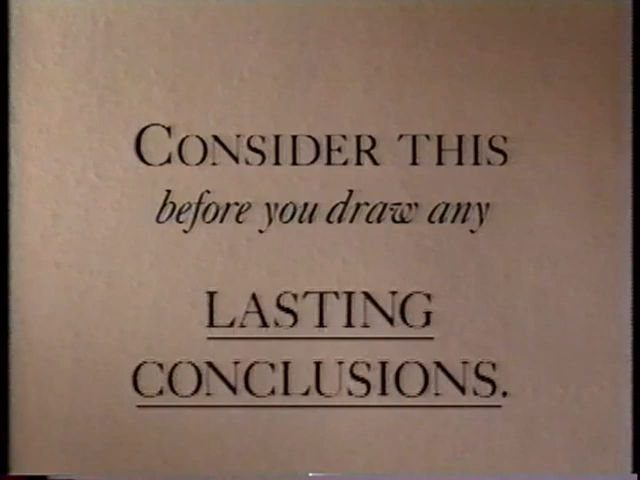 CONSIDER THIS
before you draw any
LASTING
CONCLUSIONS.